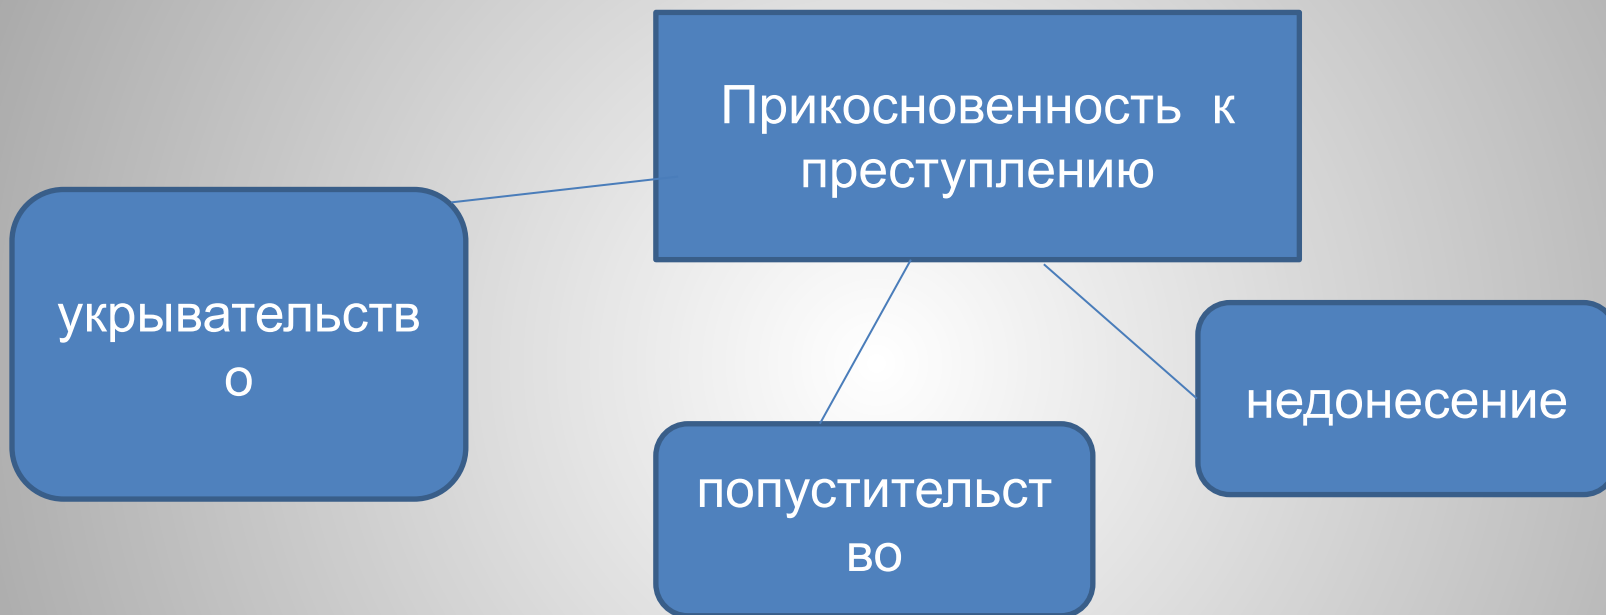 Прикосновенность к
преступлению
укрывательств
о
попустительст
во
недонесение